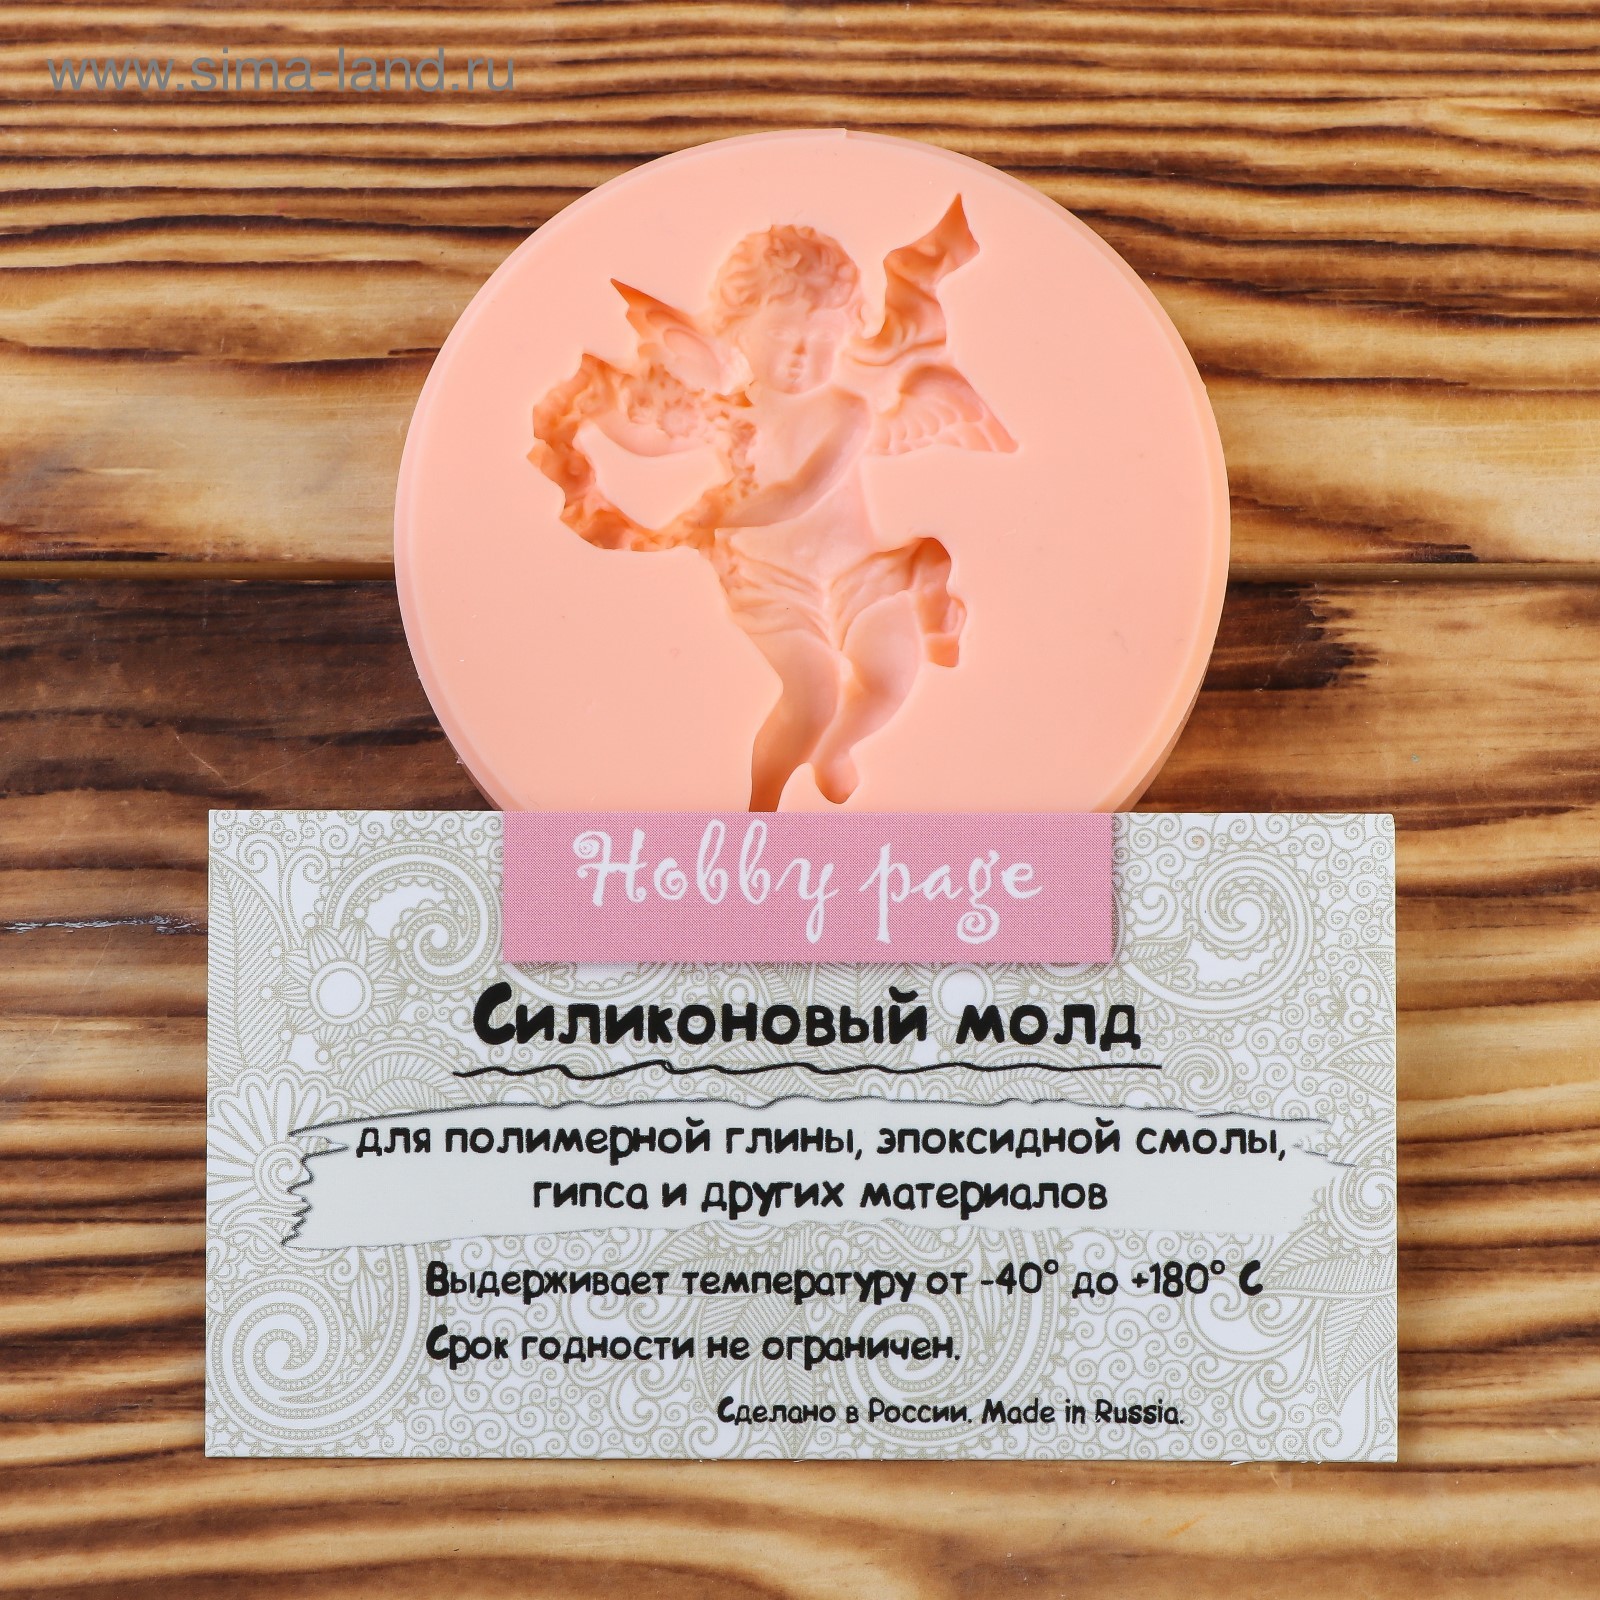 www.sima-land.ru
Hobby page
Силиконовый молд
для полимерной глины, эпоксидной смолы,
гипса и других материалов
Выдерживает температуру от -40° до +180° С
Срок годности не ограничен.
Сделано в России. Made in Russia.